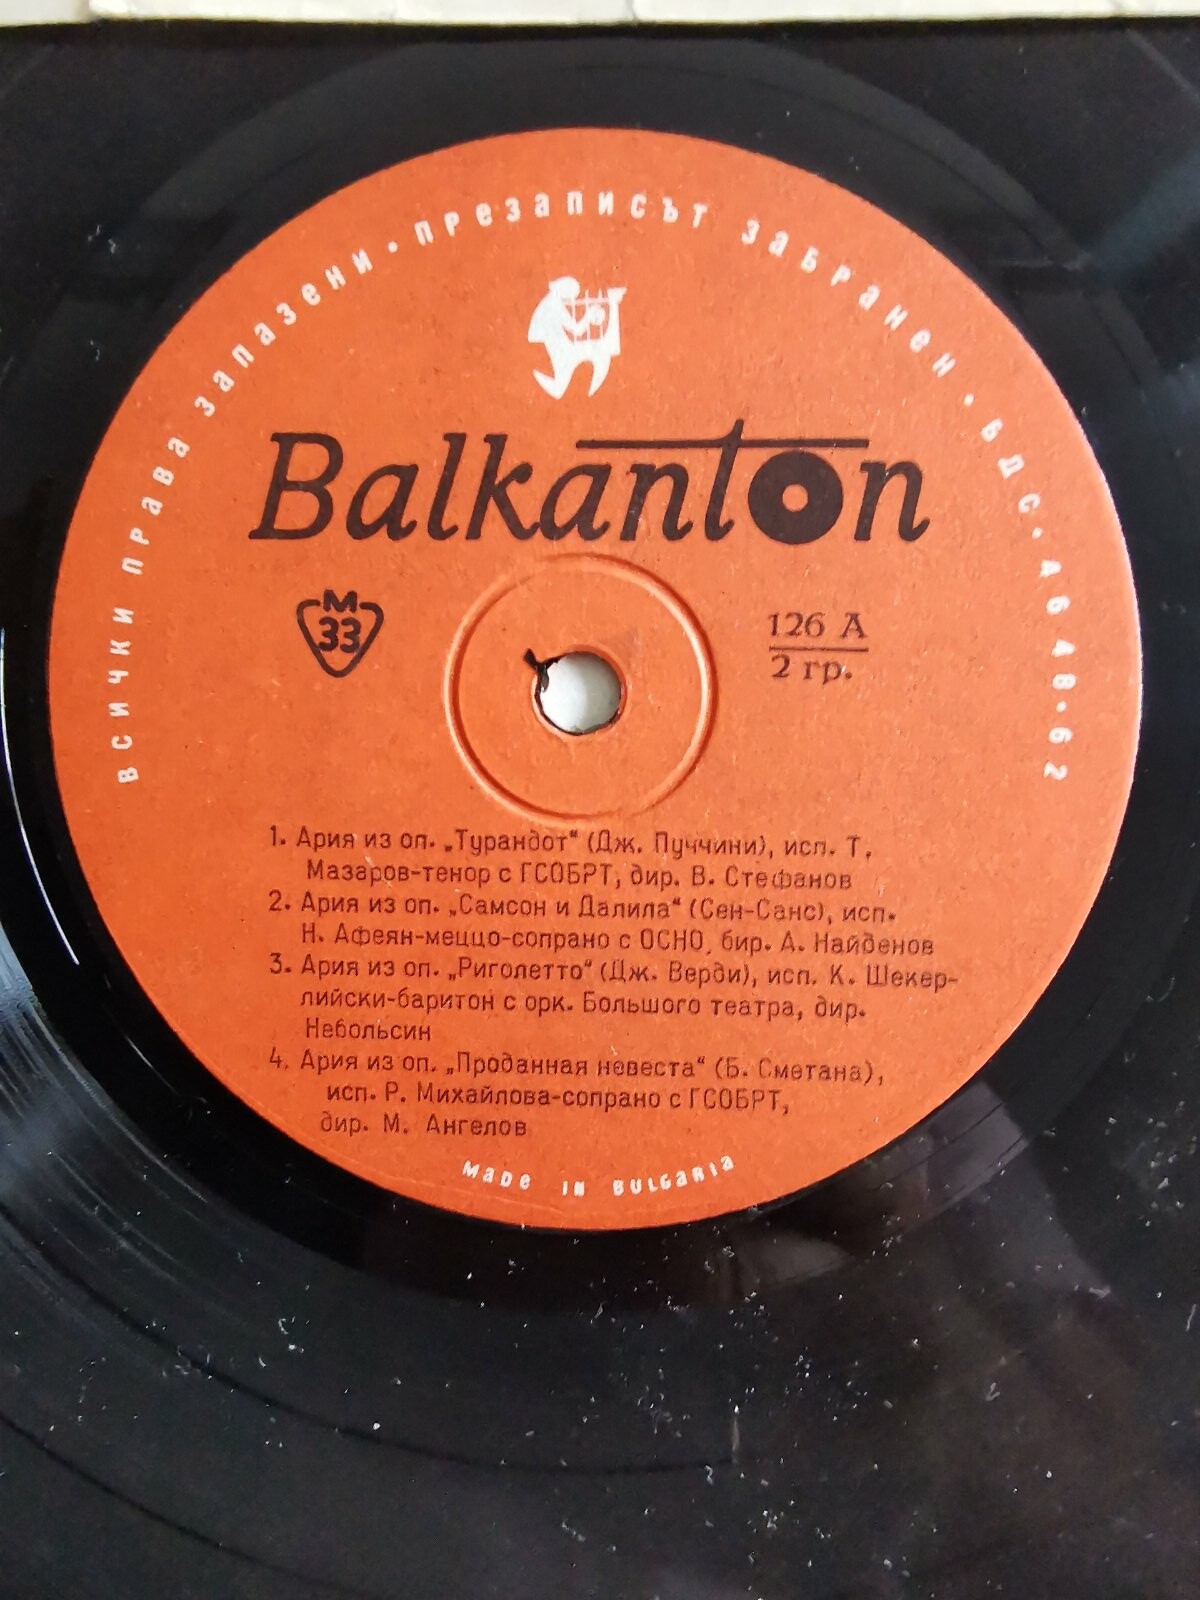 всички права запазени • презаписът забранен • БДС • 4648 • 62
Balkanton
М
33
126 А
2 гр.
1. Ария из оп. „Турандот“ (Дж. Пуччини), исп. Т.
Мазаров-тенор с ГСОБРТ, дир. В. Стефанов
2. Ария из оп. „Самсон и Далила“ (Сен-Санс), исп.
Н. Афеян-меццо-сопрано с ОСНО, бир. А. Найденов
3. Ария из оп. „Риголетто“ (Дж. Верди), исп. К. Шекер-
лийски-баритон с орк. Большого театра, дир.
Небольсин
4. Ария из оп. „Проданная невеста“ (Б. Сметана),
исп. Р. Михайлова-сопрано с ГСОБРТ,
дир. М. Ангелов
MADE IN BULGARIA